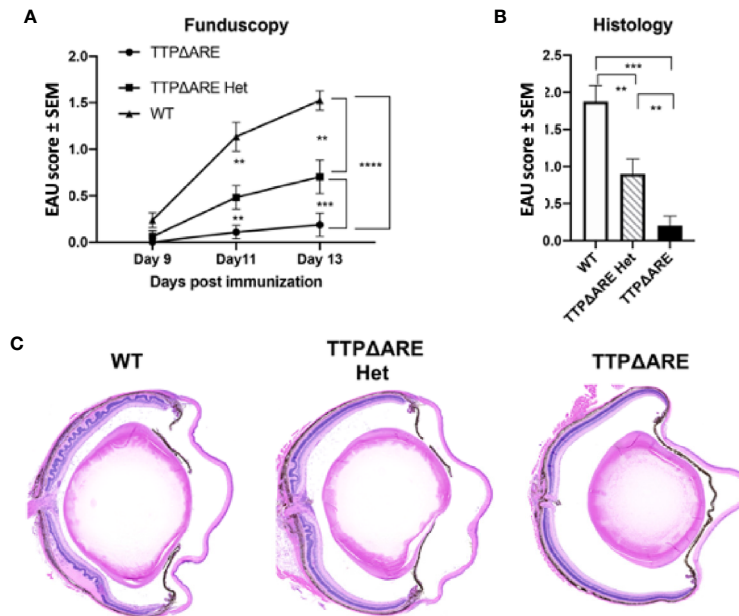 A
Funduscopy
TTPΔARE
TTPΔARE Het
WT
EAU score ± SEM
2.0
1.5
1.0
0.5
0.0
**
**
**
***
****
Day 9
Day11
Day 13
Days post immunization
B
Histology
EAU score ± SEM
2.5
2.0
1.5
1.0
0.5
0.0
***
**
**
WT
TTPΔARE Het
TTPΔARE
C
WT
TTPΔARE
Het
TTPΔARE